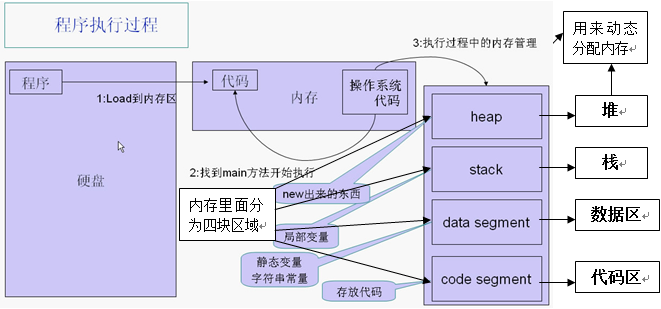 程序执行过程
3:执行过程中的内存管理
用来动态
分配内存
程序
1:Load到内存区
代码
内存
操作系统
代码
硬盘
2:找到main方法开始执行
内存里面分
为四块区域
new出来的东西
局部变量
静态变量
字符串常量
存放代码
heap
堆
stack
栈
data segment
数据区
code segment
代码区